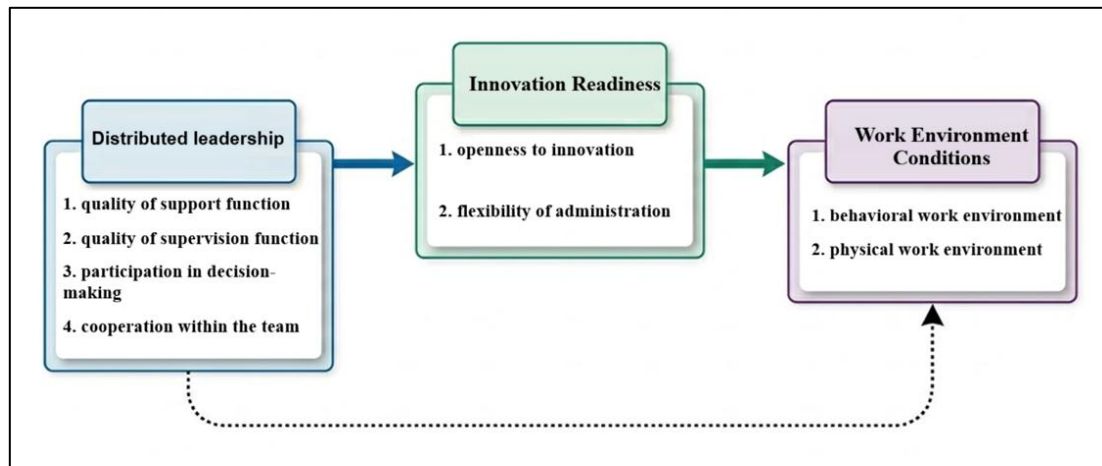 Distributed leadership
1. quality of support function
2. quality of supervision function
3. participation in decision-
making
4. cooperation within the team
Innovation Readiness
1. openness to innovation
2. flexibility of administration
Work Environment
Conditions
1. behavioral work environment
2. physical work environment